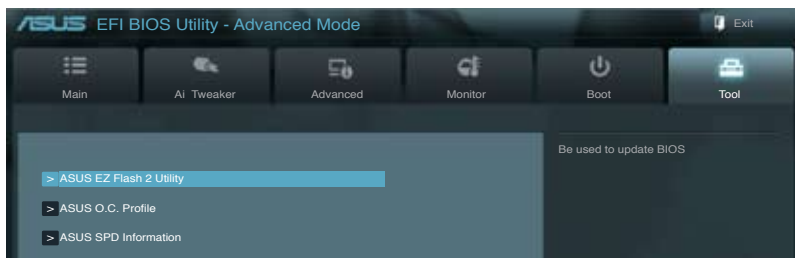 ASUS EFI BIOS Utility - Advanced Mode
Exit
Main
Ai Tweaker
Advanced
Monitor
Boot
Tool
Be used to update BIOS
> ASUS EZ Flash 2 Utility
> ASUS O.C. Profile
> ASUS SPD Information